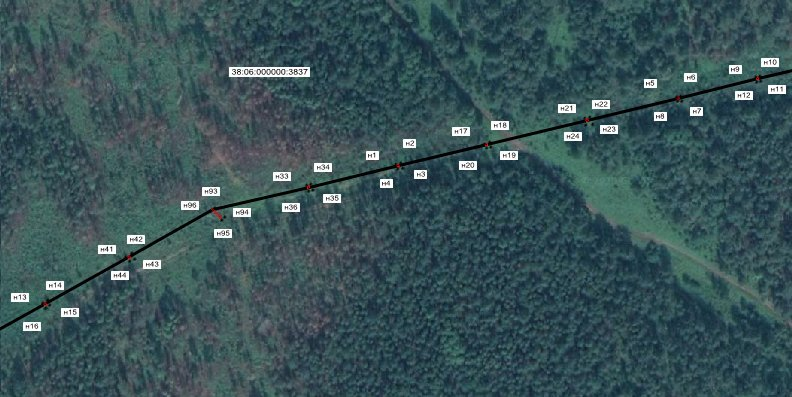 н10
н9
н6
н5
н11
н12
38:06:000000:3837
н7
н22
н21
н8
н18
н23
н17
н24
н2
н19
н1
н20
н34
н3
н33
н4
н93
н35
н96
н36
н94
н95
н42
н41
н43
н44
н14
н13
н15
н16